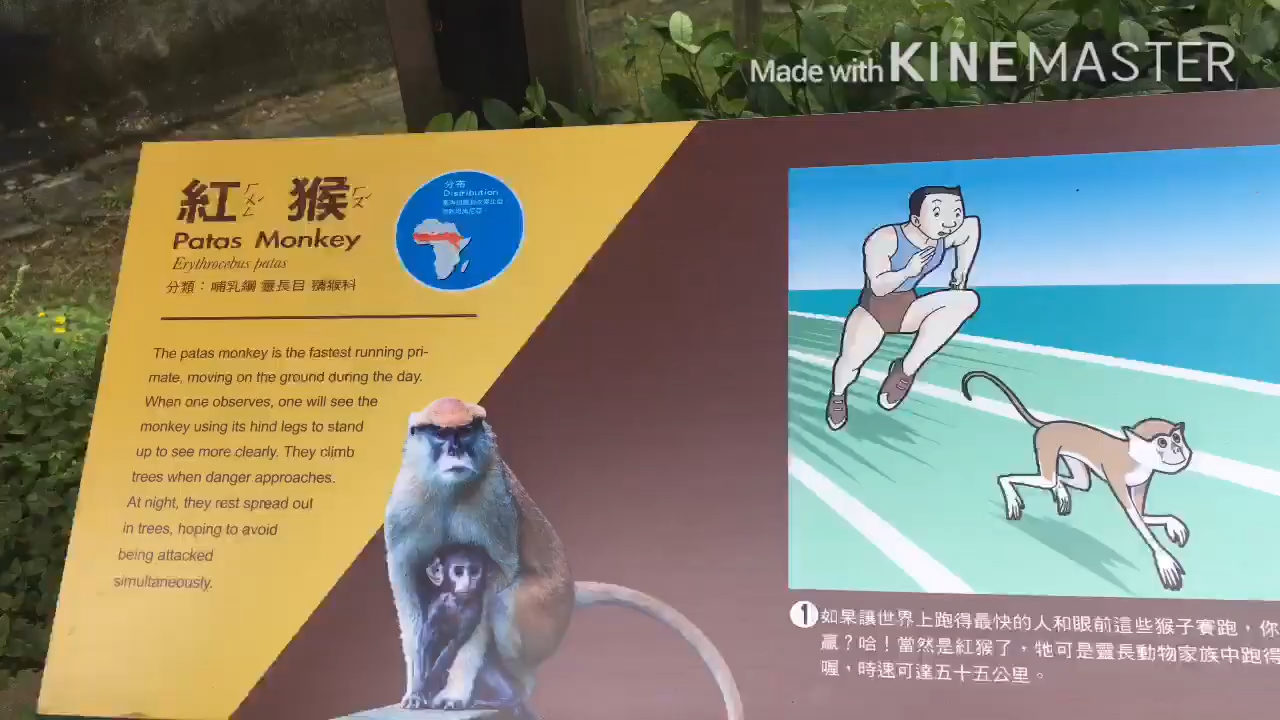 Made with KINEMASTER
紅 猴
ㄏㄨㄥˊ ㄏㄡˊ
Patas Monkey
Erythrocebus patas
分類：哺乳綱 靈長目 獼猴科
分布
Distribution
The patas monkey is the fastest running pri-
mate, moving on the ground during the day.
When one observes, one will see the
monkey using its hind legs to stand
up to see more clearly. They climb
trees when danger approaches.
At night, they rest spread out
in trees, hoping to avoid
being attacked
simultaneously.
1 如果讓世界上跑得最快的人和眼前這些猴子賽跑，你
贏？哈！當然是紅猴了，牠可是靈長動物家族中跑得
喔，時速可達五十五公里。